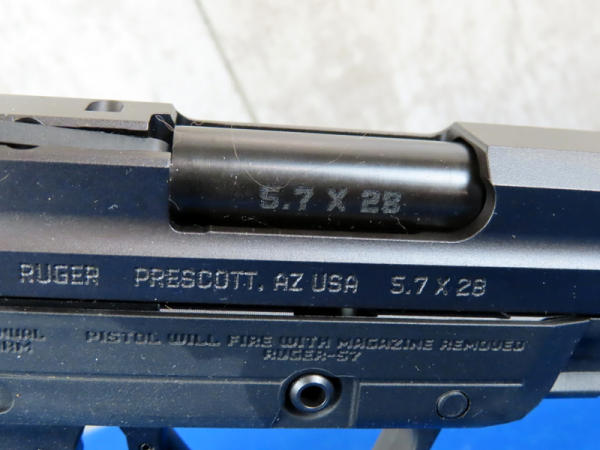 5.7 X 28
RUGER PRESCOTT, AZ USA 5.7 X 28
PISTOL WILL FIRE WITH MAGAZINE REMOVED
RUGER-57